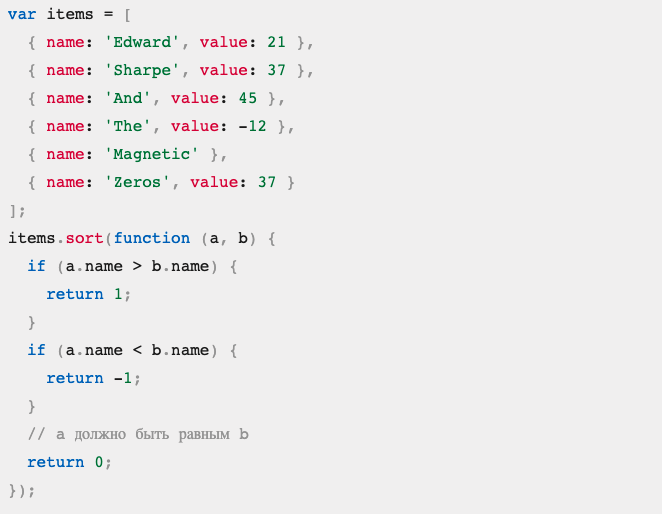 var items = [
  { name: 'Edward', value: 21 },
  { name: 'Sharpe', value: 37 },
  { name: 'And', value: 45 },
  { name: 'The', value: -12 },
  { name: 'Magnetic' },
  { name: 'Zeros', value: 37 }
];
items.sort(function (a, b) {
  if (a.name > b.name) {
    return 1;
  }
  if (a.name < b.name) {
    return -1;
  }
  // a должно быть равным b
  return 0;
});